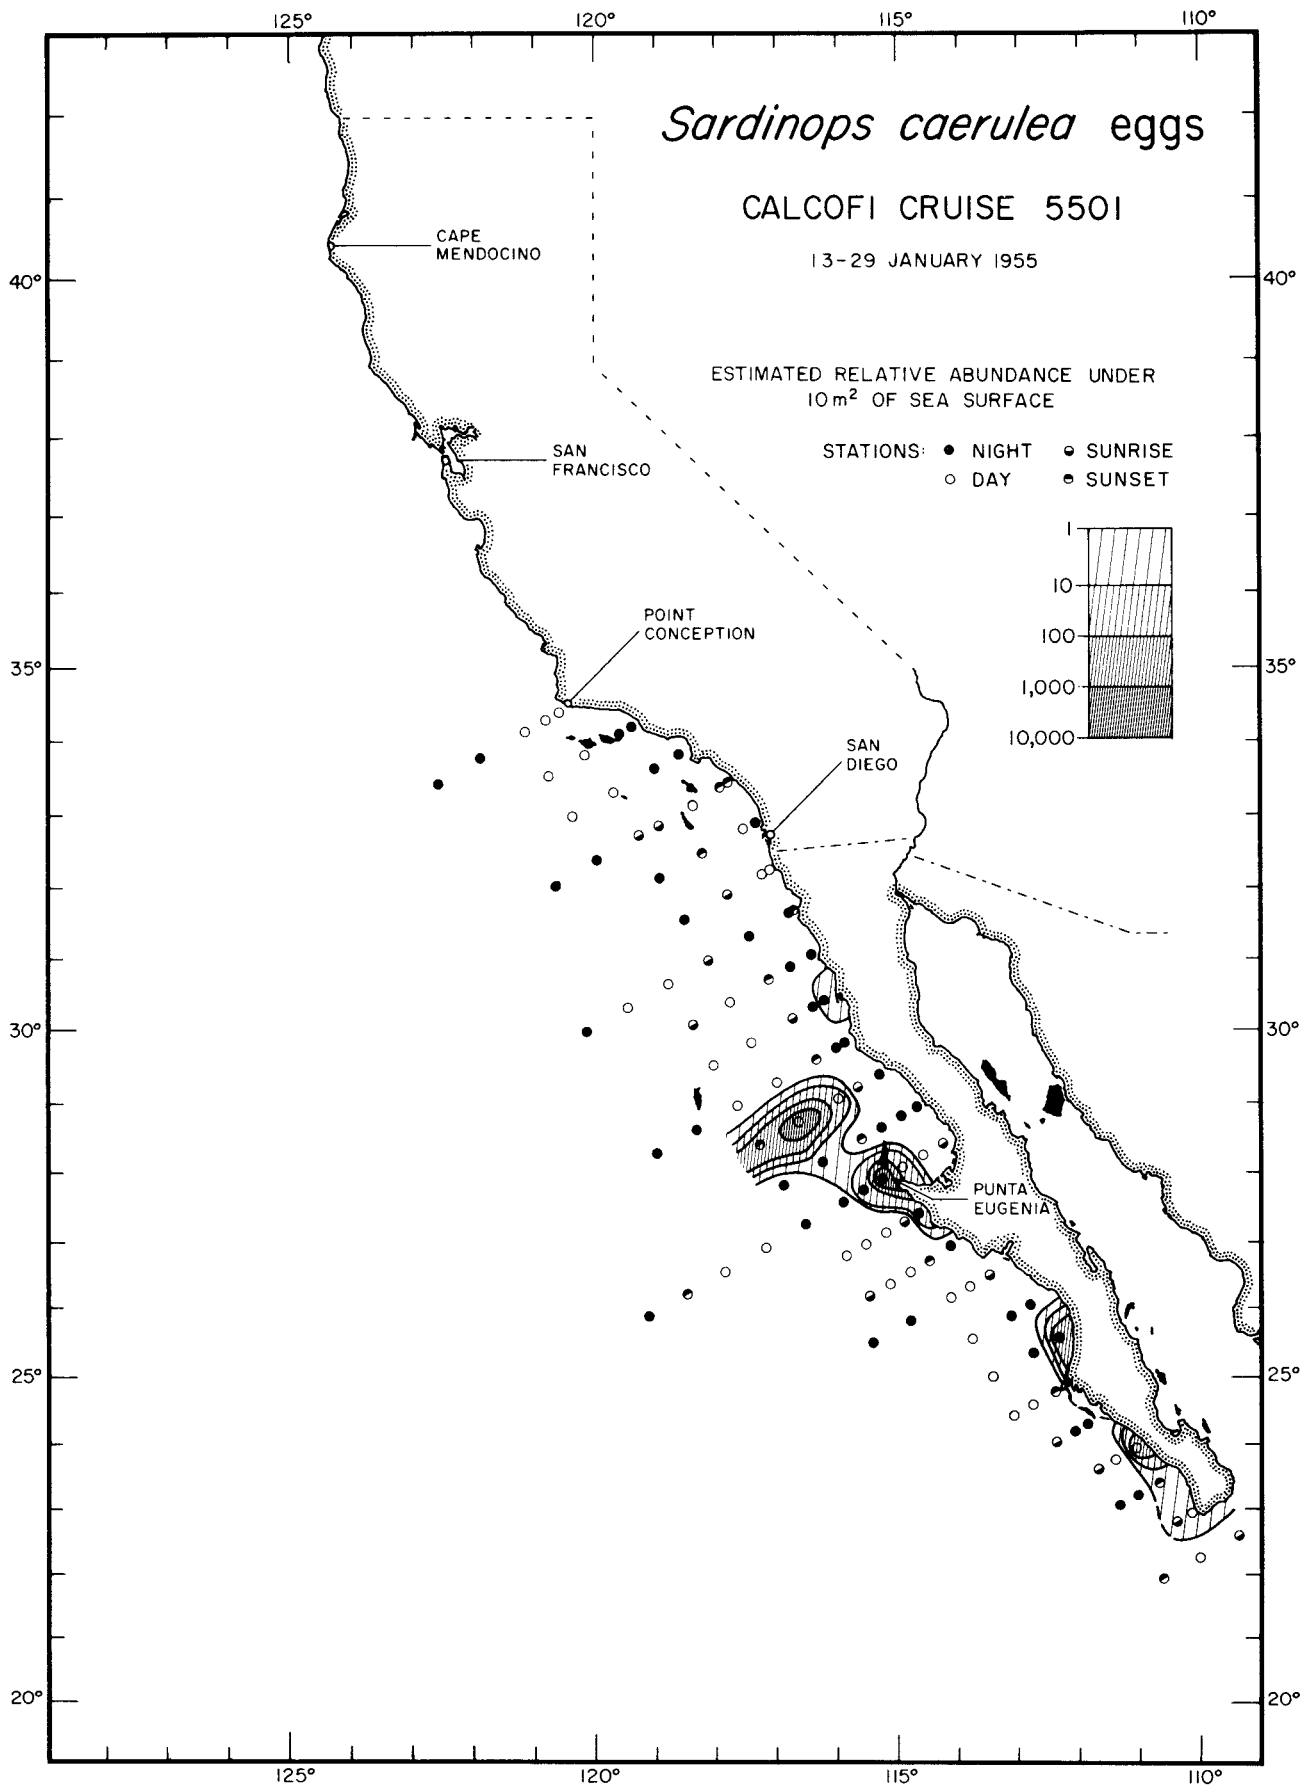 125° 120° 115° 110°
Sardinops caerulea eggs
CALCOFI CRUISE 5501
CAPE
MENDOCINO
13-29 JANUARY 1955
40° 40°
ESTIMATED RELATIVE ABUNDANCE UNDER
10m² OF SEA SURFACE
STATIONS: NIGHT SUNRISE
DAY SUNSET
SAN
FRANCISCO
1
10
100
1,000
10,000
POINT
CONCEPTION
35° 35°
SAN
DIEGO
30° 30°
PUNTA
EUGENIA
25° 25°
20° 20°
125° 120° 115° 110°